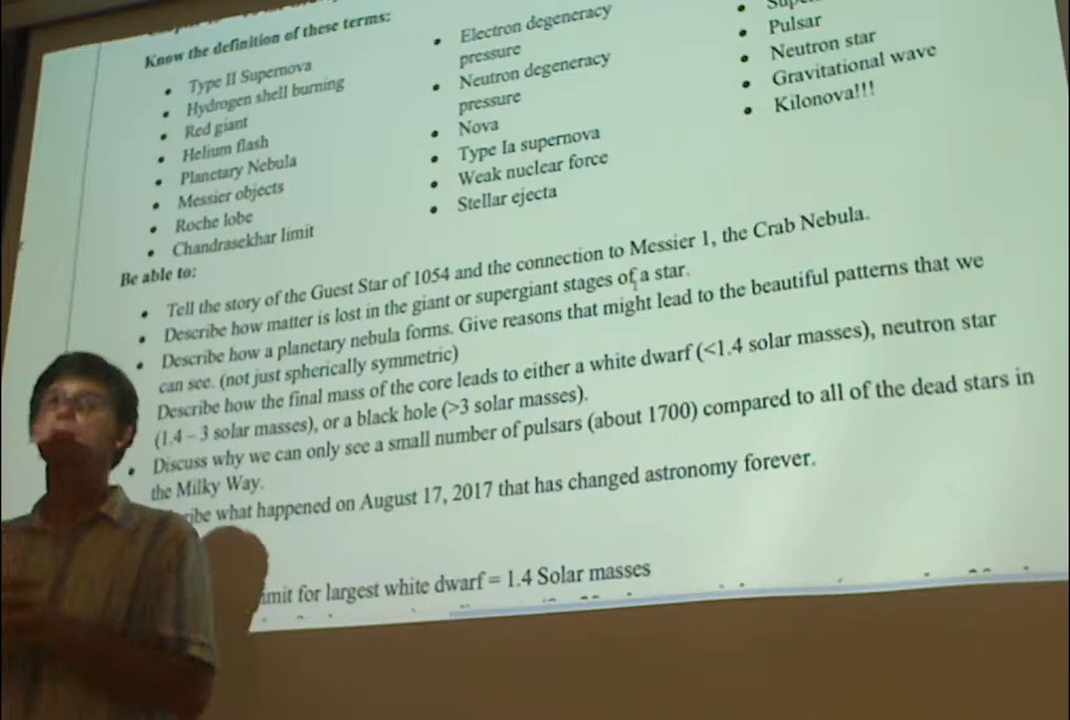 Know the definition of these terms:
• Type II Supernova
• Hydrogen shell burning
• Red giant
• Helium flash
• Planetary Nebula
• Messier objects
• Roche lobe
• Chandrasekhar limit
• Electron degeneracy
pressure
• Neutron degeneracy
pressure
• Nova
• Type Ia supernova
• Weak nuclear force
• Stellar ejecta
• Pulsar
• Neutron star
• Gravitational wave
• Kilonova!!!
Be able to:
• Tell the story of the Guest Star of 1054 and the connection to Messier 1, the Crab Nebula.
• Describe how matter is lost in the giant or supergiant stages of a star.
• Describe how a planetary nebula forms. Give reasons that might lead to the beautiful patterns that we
can see. (not just spherically symmetric)
Describe how the final mass of the core leads to either a white dwarf (<1.4 solar masses), neutron star
(1.4 – 3 solar masses), or a black hole (>3 solar masses).
• Discuss why we can only see a small number of pulsars (about 1700) compared to all of the dead stars in
the Milky Way.
what happened on August 17, 2017 that has changed astronomy forever.
for largest white dwarf = 1.4 Solar masses